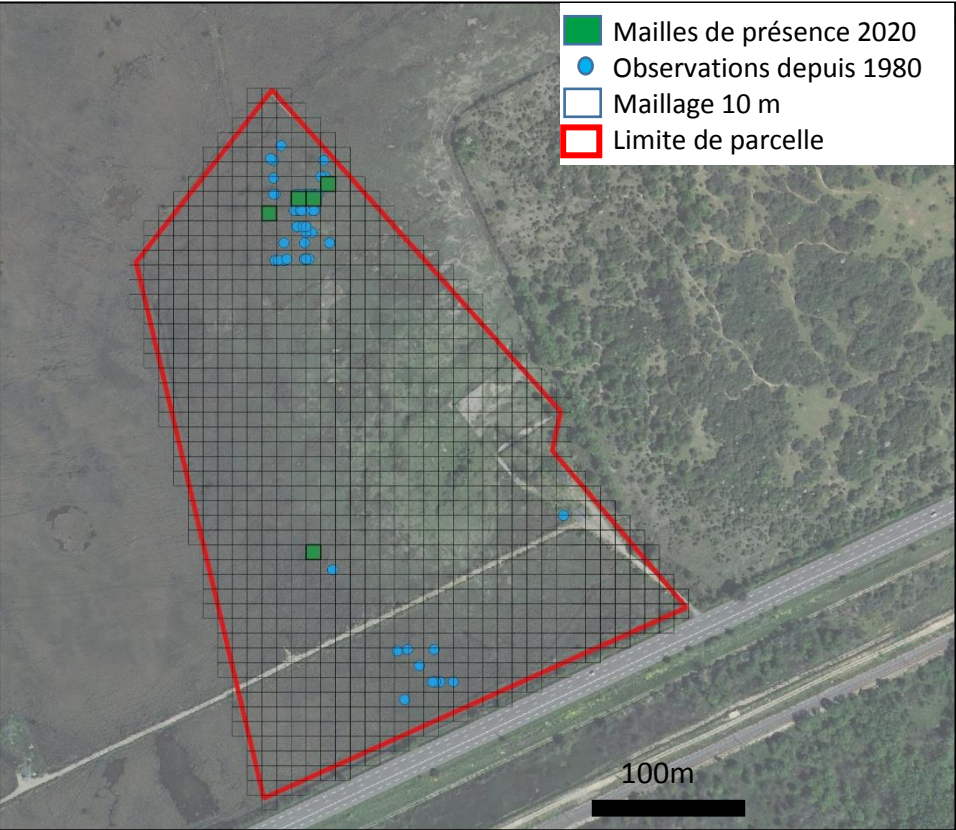 Mailles de présence 2020
Observations depuis 1980
Maillage 10 m
Limite de parcelle
100m